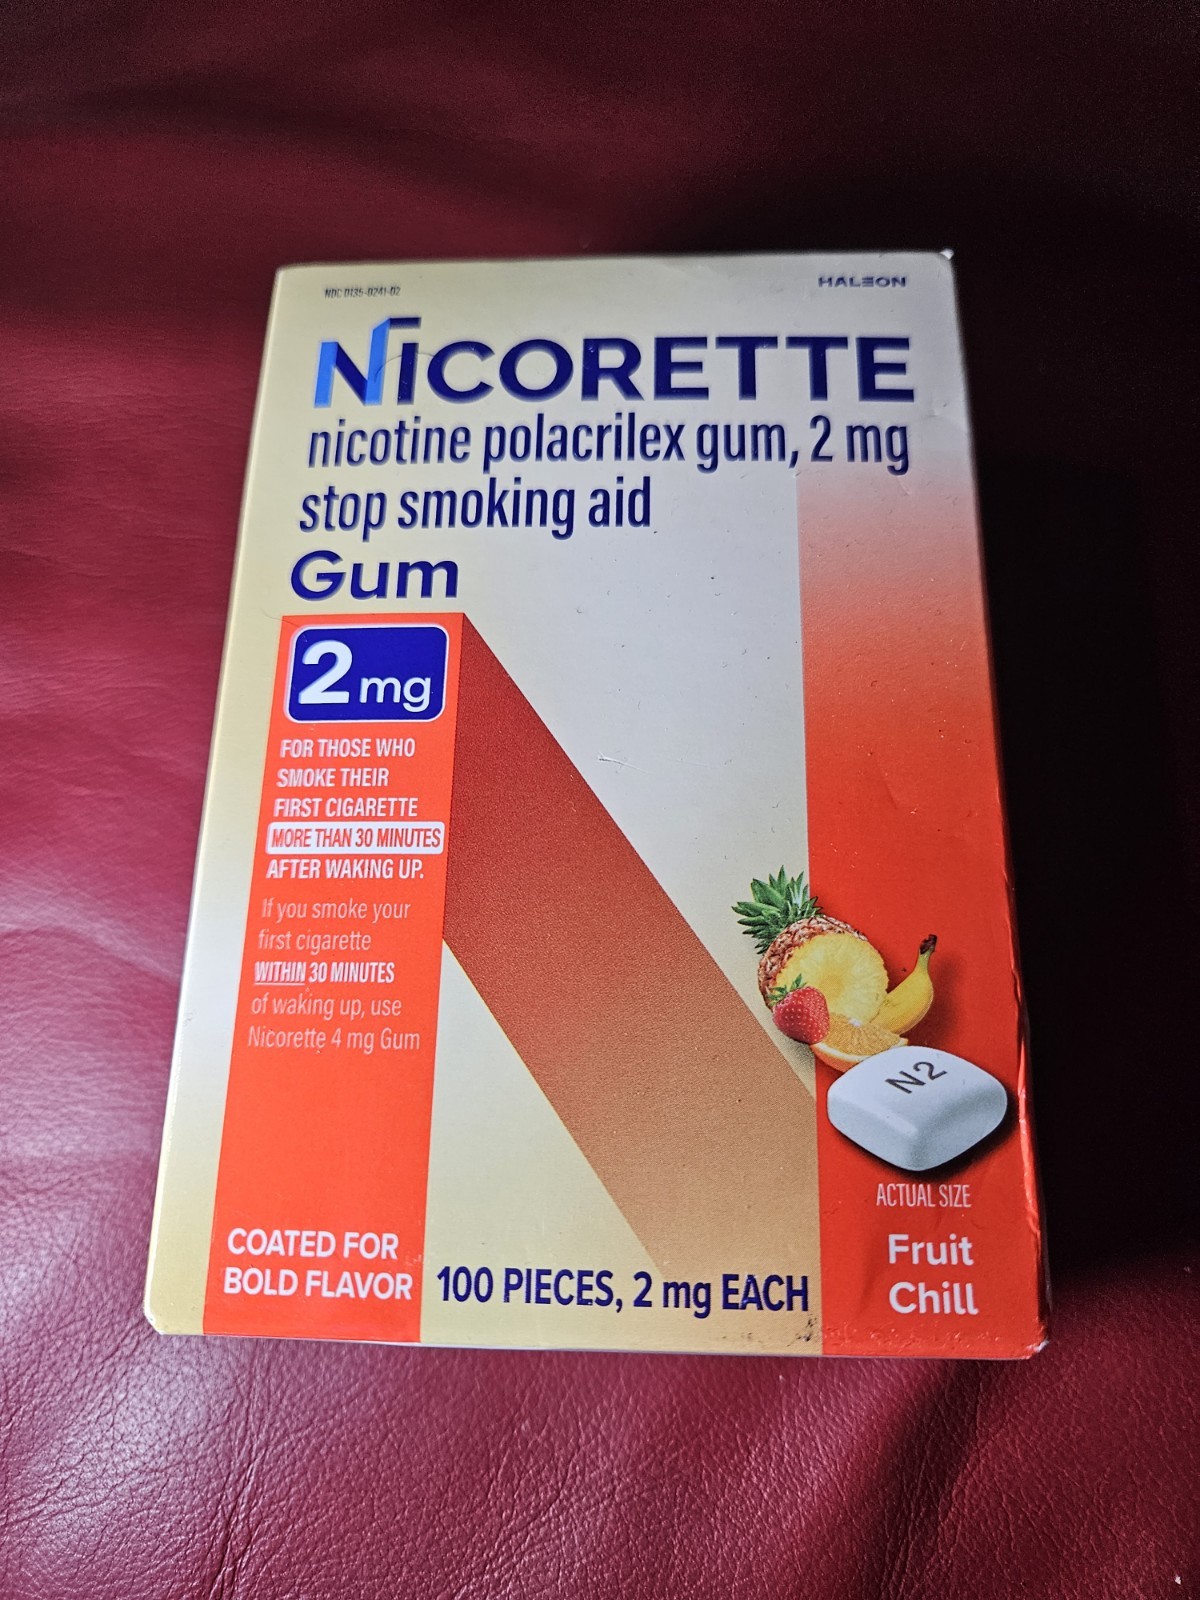 NDC 0135-0241-02
HALEON
NICORETTE
nicotine polacrilex gum, 2 mg
stop smoking aid
Gum
2 mg
FOR THOSE WHO
SMOKE THEIR
FIRST CIGARETTE
MORE THAN 30 MINUTES
AFTER WAKING UP.
If you smoke your
first cigarette
WITHIN 30 MINUTES
of waking up, use
Nicorette 4 mg Gum
N2
ACTUAL SIZE
Fruit
Chill
COATED FOR
BOLD FLAVOR
100 PIECES, 2 mg EACH